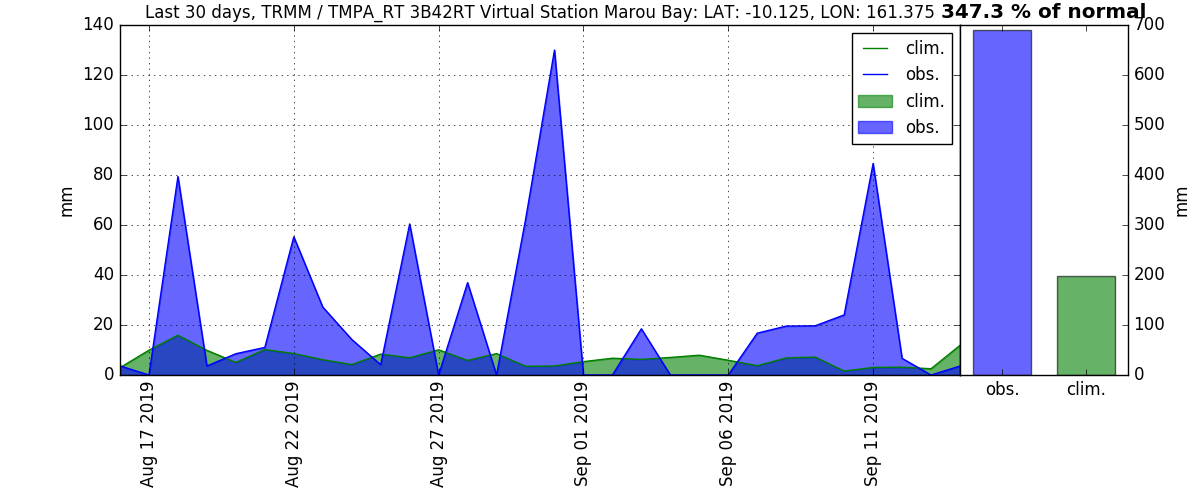 Last 30 days, TRMM / TMPA_RT 3B42RT Virtual Station Marou Bay: LAT: -10.125, LON: 161.375 347.3 % of normal
140
120
100
80
60
40
20
0
mm
clim.
obs.
clim.
obs.
700
600
500
400
300
200
100
0
mm
obs. clim.
Aug 17 2019
Aug 22 2019
Aug 27 2019
Sep 01 2019
Sep 06 2019
Sep 11 2019